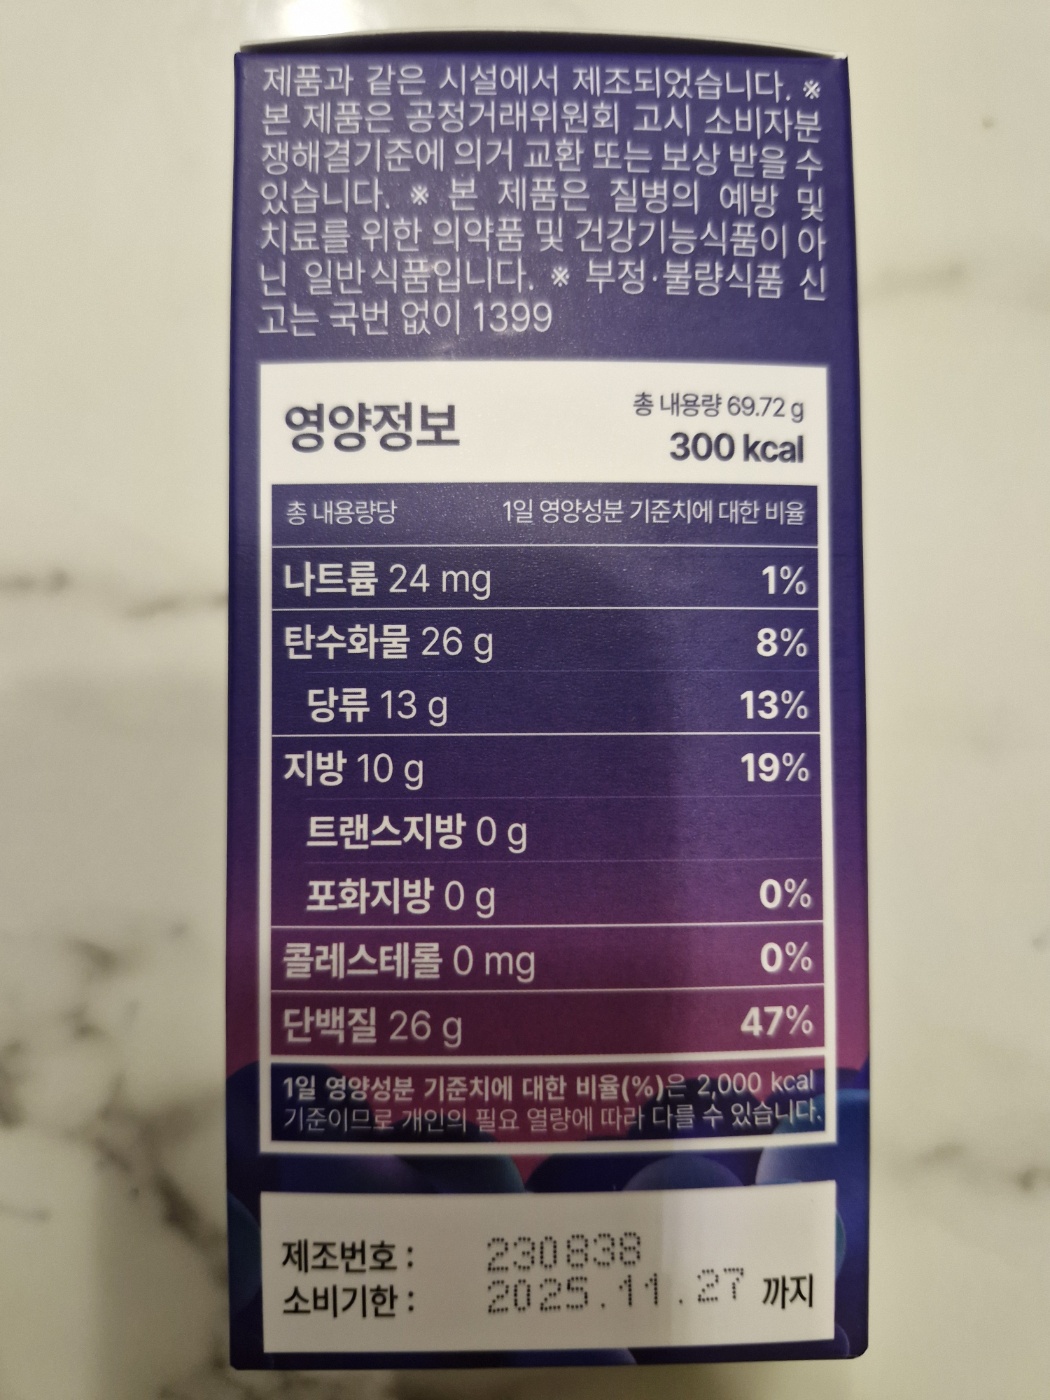 제품과 같은 시설에서 제조되었습니다. ※
본 제품은 공정거래위원회 고시 소비자분
쟁해결기준에 의거 교환 또는 보상 받을 수
있습니다. ※ 본 제품은 질병의 예방 및
치료를 위한 의약품 및 건강기능식품이 아
닌 일반식품입니다. ※ 부정·불량식품 신
고는 국번 없이 1399
영양정보
총 내용량 69.72 g
300 kcal
총 내용량당 1일 영양성분 기준치에 대한 비율
나트륨 24 mg 1%
탄수화물 26 g 8%
당류 13 g 13%
지방 10 g 19%
트랜스지방 0 g
포화지방 0 g 0%
콜레스테롤 0 mg 0%
단백질 26 g 47%
1일 영양성분 기준치에 대한 비율(%)은 2,000 kcal
기준이므로 개인의 필요 열량에 따라 다를 수 있습니다.
제조번호 : 230838
소비기한 : 2025.11.27 까지